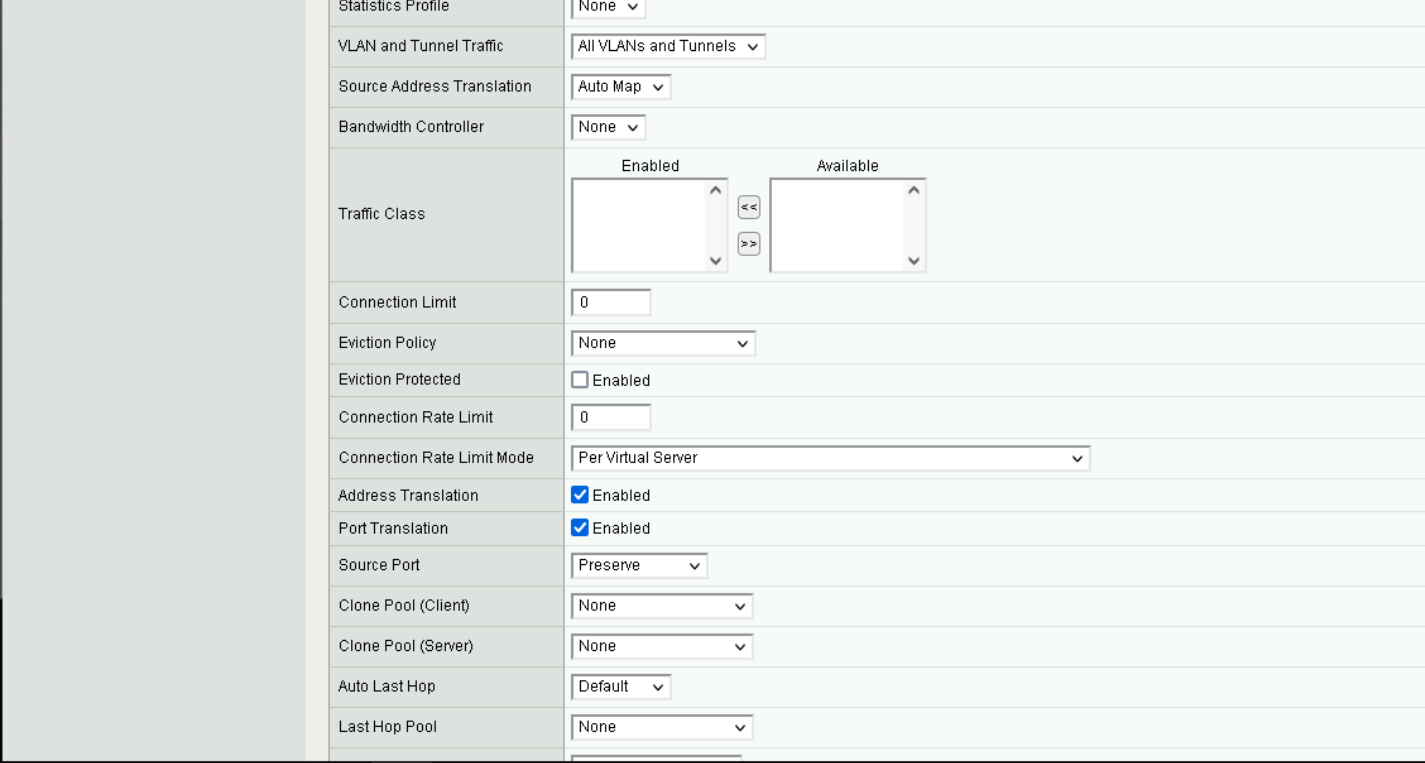 Statistics Profile None
VLAN and Tunnel Traffic All VLANs and Tunnels
Source Address Translation Auto Map
Bandwidth Controller None
Enabled Available
Traffic Class
<<
>>
Connection Limit 0
Eviction Policy None
Eviction Protected Enabled
Connection Rate Limit 0
Connection Rate Limit Mode Per Virtual Server
Address Translation Enabled
Port Translation Enabled
Source Port Preserve
Clone Pool (Client) None
Clone Pool (Server) None
Auto Last Hop Default
Last Hop Pool None